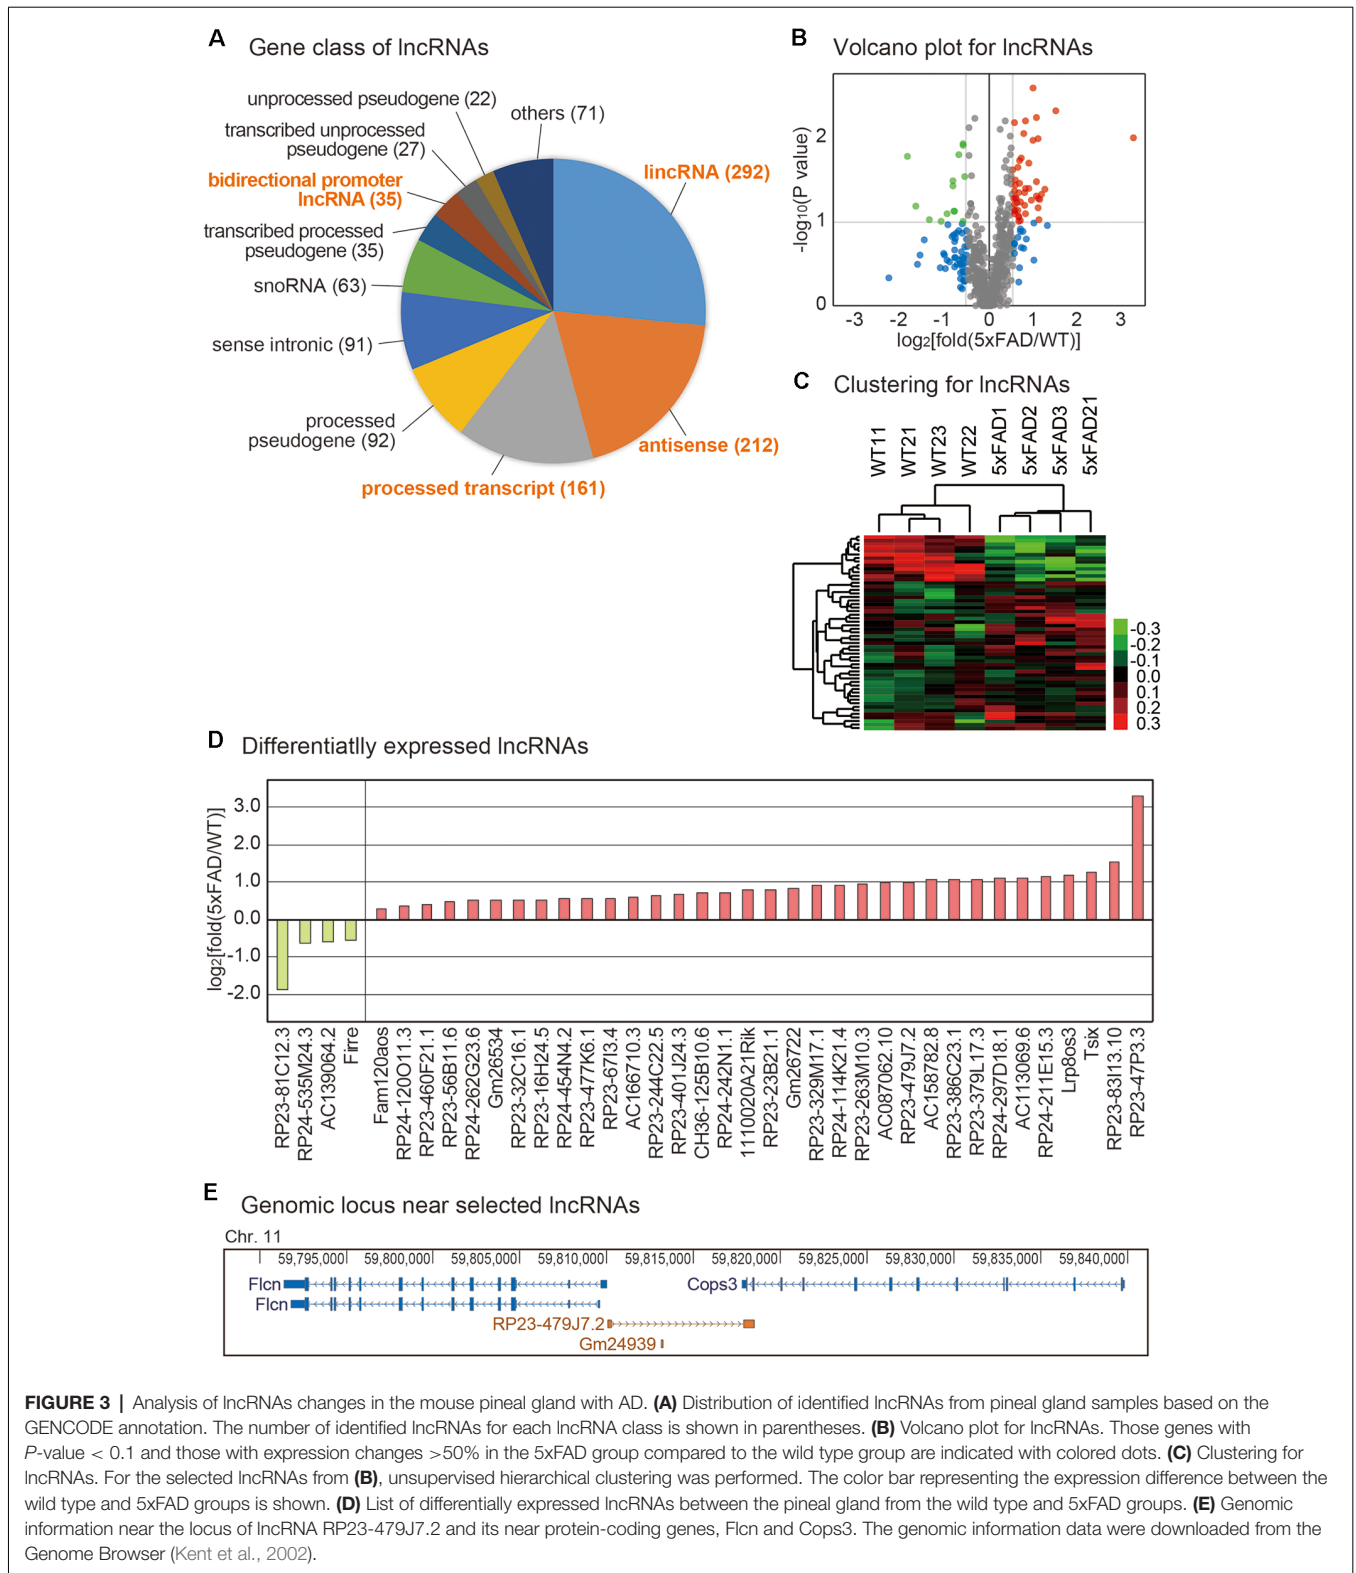 A Gene class of lncRNAs
unprocessed pseudogene (22)
others (71)
transcribed unprocessed
pseudogene (27)
lincRNA (292)
bidirectional promoter
lncRNA (35)
transcribed processed
pseudogene (35)
snoRNA (63)
sense intronic (91)
processed
pseudogene (92)
antisense (212)
processed transcript (161)
B Volcano plot for lncRNAs
-log10(P value)
2
1
0
-3 -2 -1 0 1 2 3
log2[fold(5xFAD/WT)]
C Clustering for lncRNAs
WT11
WT21
WT23
WT22
5xFAD1
5xFAD2
5xFAD3
5xFAD21
-0.3
-0.2
-0.1
0.0
0.1
0.2
0.3
D Differentiatlly expressed lncRNAs
log2[fold(5xFAD/WT)]
3.0
2.0
1.0
0.0
-1.0
-2.0
RP23-81C12.3
RP24-535M24.3
AC139064.2
Firre
Fam120aos
RP24-120O11.3
RP23-460F21.1
RP23-56B11.6
RP24-262G23.6
Gm26534
RP23-32C16.1
RP23-16H24.5
RP24-454N4.2
RP23-477K6.1
RP23-67I3.4
AC166710.3
RP23-244C22.5
RP23-401J24.3
CH36-125B10.6
RP24-242N1.1
1110020A21Rik
RP23-23B21.1
Gm26722
RP23-329M17.1
RP24-114K21.4
RP23-263M10.3
AC087062.10
RP23-479J7.2
AC158782.8
RP23-386C23.1
RP23-379L17.3
RP24-297D18.1
AC113069.6
RP24-211E15.3
Lrp8os3
Tsix
RP23-83I13.10
RP23-47P3.3
E Genomic locus near selected lncRNAs
Chr. 11
59,795,000 59,800,000 59,805,000 59,810,000 59,815,000 59,820,000 59,825,000 59,830,000 59,835,000 59,840,000
Flcn Cops3
Flcn
RP23-479J7.2
Gm24939
FIGURE 3 | Analysis of lncRNAs changes in the mouse pineal gland with AD. (A) Distribution of identified lncRNAs from pineal gland samples based on the
GENCODE annotation. The number of identified lncRNAs for each lncRNA class is shown in parentheses. (B) Volcano plot for lncRNAs. Those genes with
P-value < 0.1 and those with expression changes >50% in the 5xFAD group compared to the wild type group are indicated with colored dots. (C) Clustering for
lncRNAs. For the selected lncRNAs from (B), unsupervised hierarchical clustering was performed. The color bar representing the expression difference between the
wild type and 5xFAD groups is shown. (D) List of differentially expressed lncRNAs between the pineal gland from the wild type and 5xFAD groups. (E) Genomic
information near the locus of lncRNA RP23-479J7.2 and its near protein-coding genes, Flcn and Cops3. The genomic information data were downloaded from the
Genome Browser (Kent et al., 2002).